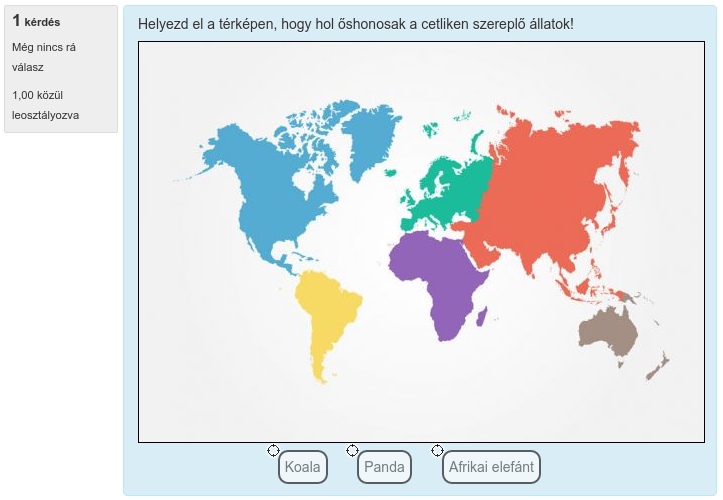 1 kérdés
Még nincs rá
válasz
1,00 közül
leosztályozva
Helyezd el a térképen, hogy hol őshonosak a cetliken szereplő állatok!
Koala
Panda
Afrikai elefánt